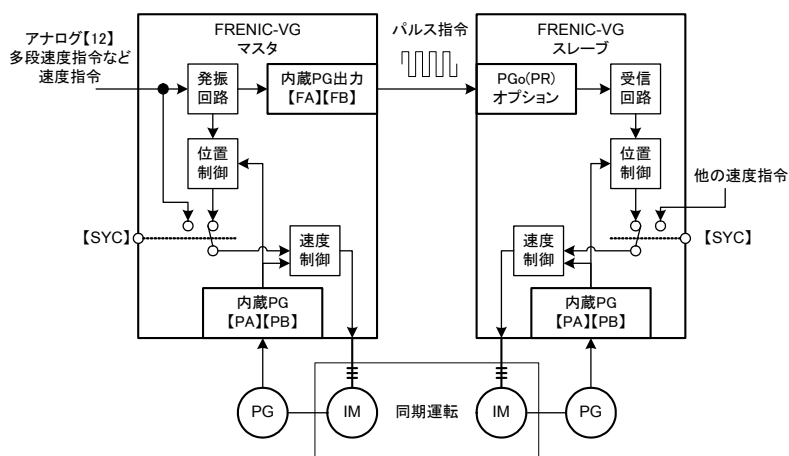 FRENIC-VG
マスタ
アナログ【12】
多段速度指令など
速度指令
発振
回路
内蔵PG出力
【FA】【FB】
位置
制御
【SYC】
速度
制御
内蔵PG
【PA】【PB】
PG
IM
パルス指令
FRENIC-VG
スレーブ
PGo(PR)
オプション
受信
回路
位置
制御
他の速度指令
【SYC】
速度
制御
内蔵PG
【PA】【PB】
同期運転
IM
PG